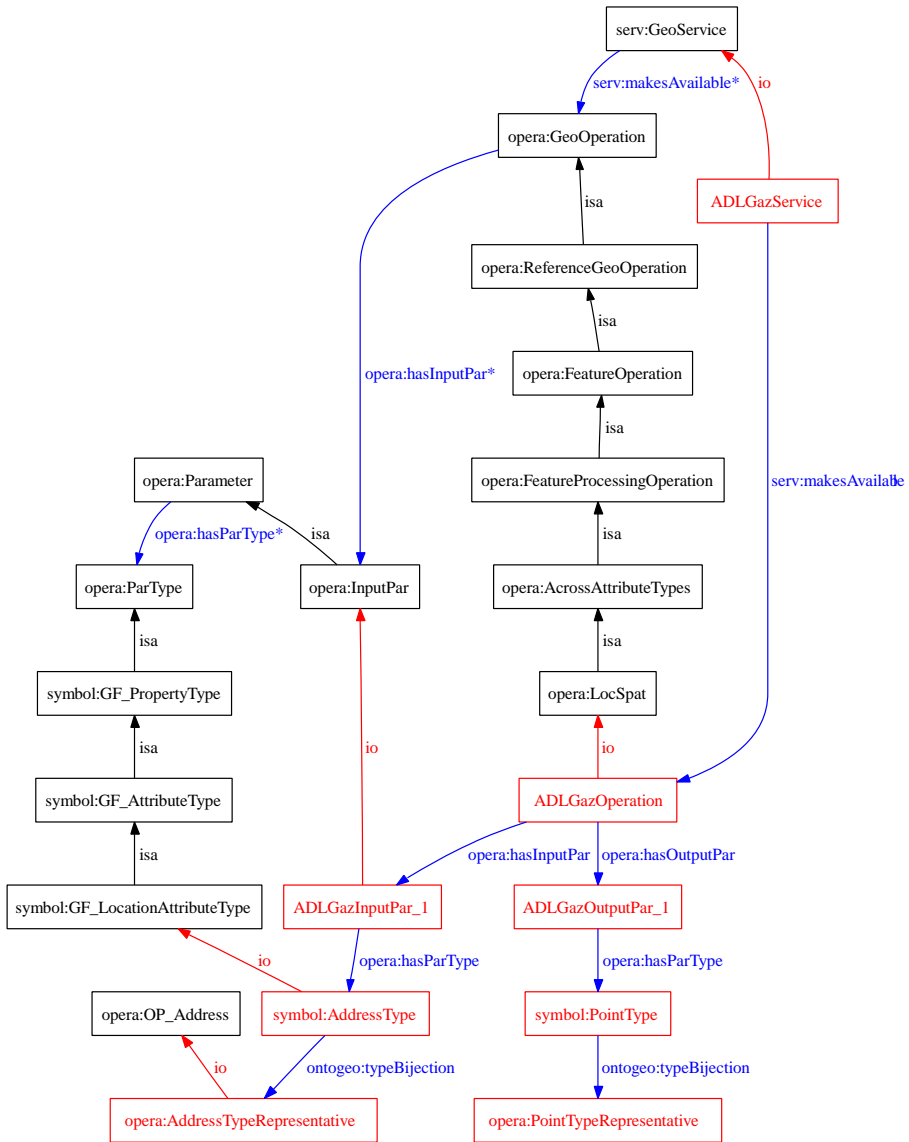 serv:GeoService
serv:makesAvailable*
io
opera:GeoOperation
isa
ADLGazService
opera:ReferenceGeoOperation
isa
opera:hasInputPar*
opera:FeatureOperation
isa
opera:Parameter
opera:FeatureProcessingOperation
serv:makesAvailable
opera:hasParType*
isa
isa
opera:ParType
opera:InputPar
opera:AcrossAttributeTypes
isa
isa
symbol:GF_PropertyType
opera:LocSpat
isa
io
io
symbol:GF_AttributeType
ADLGazOperation
isa
opera:hasInputPar
opera:hasOutputPar
symbol:GF_LocationAttributeType
ADLGazInputPar_1
ADLGazOutputPar_1
io
opera:hasParType
opera:hasParType
opera:OP_Address
symbol:AddressType
symbol:PointType
io
ontogeo:typeBijection
ontogeo:typeBijection
opera:AddressTypeRepresentative
opera:PointTypeRepresentative